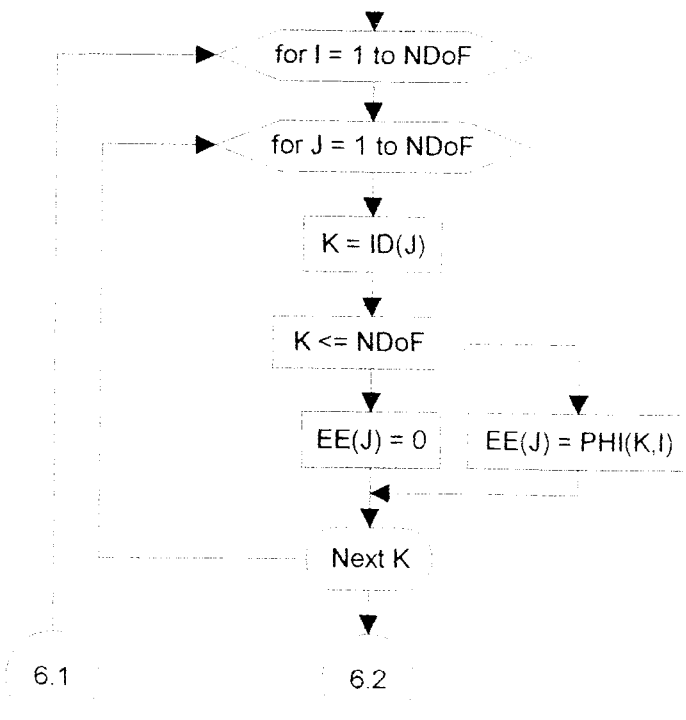 for I = 1 to NDoF
for J = 1 to NDoF
K = ID(J)
K <= NDoF
EE(J) = 0
EE(J) = PHI(K,I)
Next K
6.1
6.2